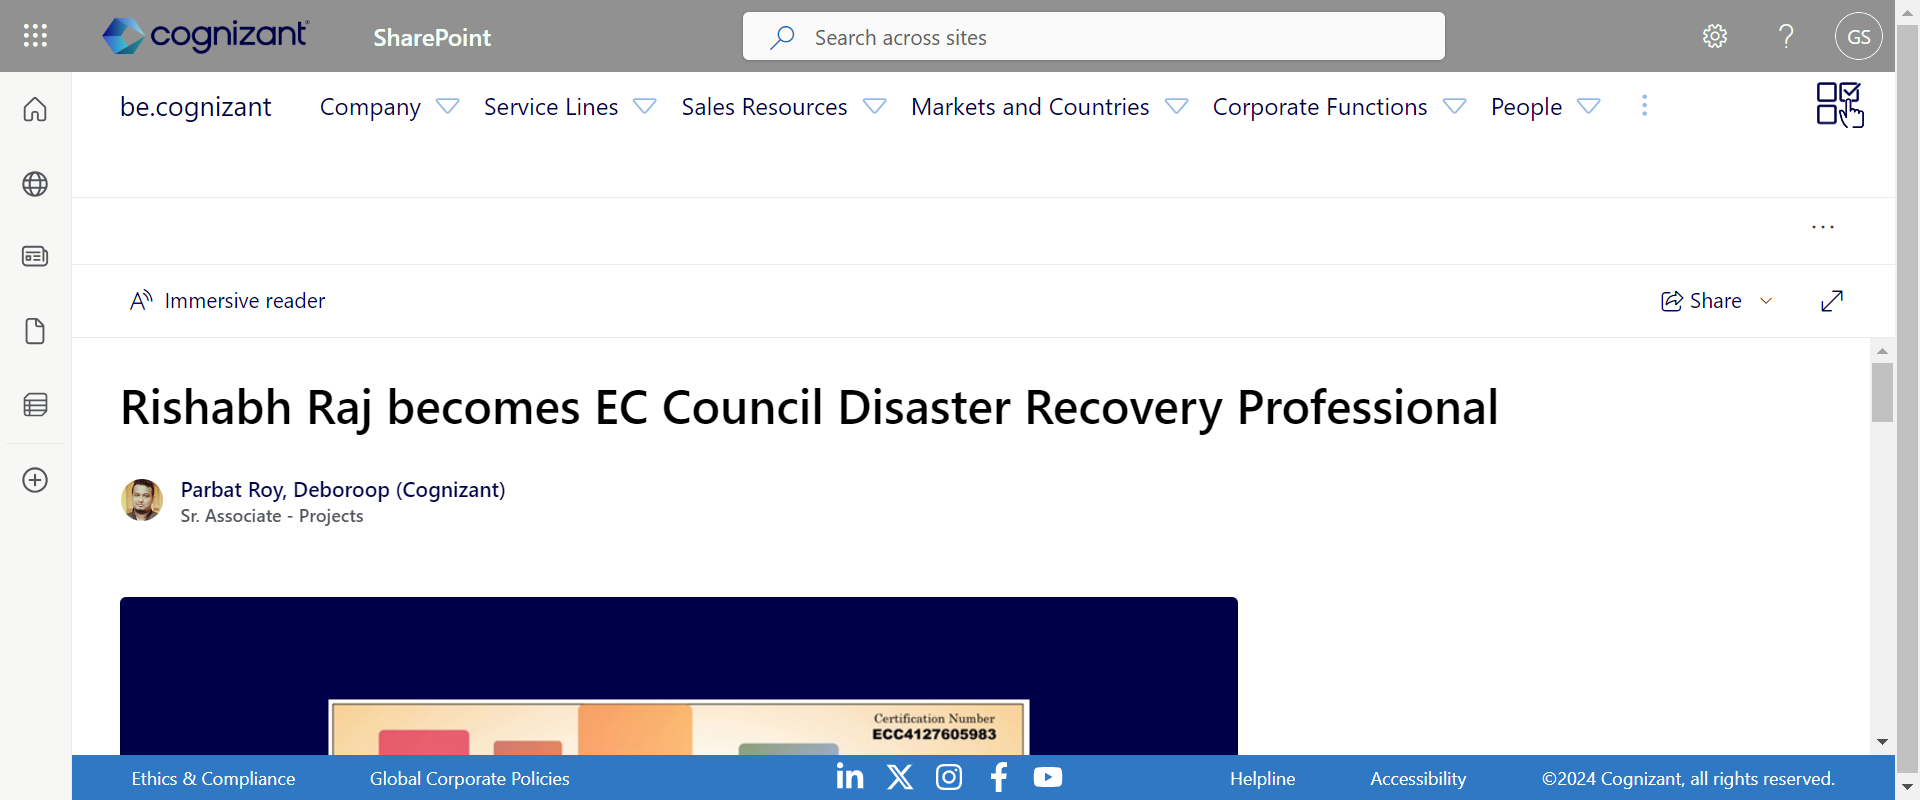 cognizant
SharePoint
Search across sites
GS
be.cognizant
Company
Service Lines
Sales Resources
Markets and Countries
Corporate Functions
People
Immersive reader
Share
Rishabh Raj becomes EC Council Disaster Recovery Professional
Parbat Roy, Deboroop (Cognizant)
Sr. Associate - Projects
Certification Number
ECC4127605983
Ethics & Compliance
Global Corporate Policies
Helpline
Accessibility
©2024 Cognizant, all rights reserved.